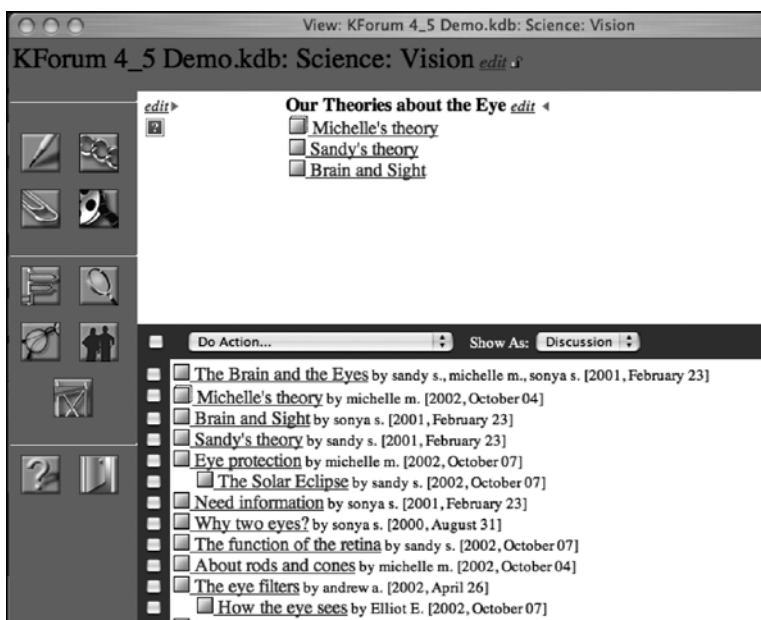 View: KForum 4_5 Demo.kdb: Science: Vision
KForum 4_5 Demo.kdb: Science: Vision edit
edit
Our Theories about the Eye edit
?
Michelle's theory
Sandy's theory
Brain and Sight
Do Action... Show As: Discussion
The Brain and the Eyes by sandy s., michelle m., sonya s. [2001, February 23]
Michelle's theory by michelle m. [2002, October 04]
Brain and Sight by sonya s. [2001, February 23]
Sandy's theory by sandy s. [2001, February 23]
Eye protection by michelle m. [2002, October 07]
The Solar Eclipse by sandy s. [2002, October 07]
Need information by sonya s. [2001, February 23]
Why two eyes? by sonya s. [2000, August 31]
The function of the retina by sandy s. [2002, October 07]
About rods and cones by michelle m. [2002, October 04]
The eye filters by andrew a. [2002, April 26]
How the eye sees by Elliot E. [2002, October 07]